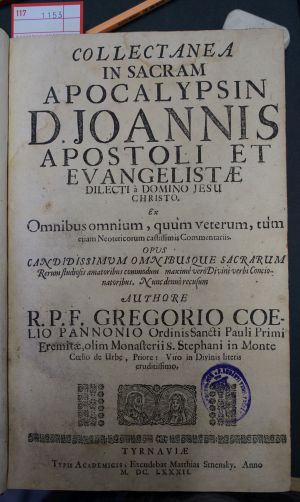 117 1153
COLLECTANEA
IN SACRAM
APOCALYPSIN
D. JOANNIS
APOSTOLI ET
EVANGELISTÆ
DILECTI à DOMINO JESU
CHRISTO,
Ex
Omnibus omnium, quùm veterum, tùm
etjam Neotericorum castissimis Commentariis.
OPUS
CANDIDISSIMUM OMNIBUSQUE SACRARUM
Rerum studiosis amatoribus commodum maximè verò Divini verbi Concio-
natoribus. Nunc denuò recusum
AUTHORE
R. P. F. GREGORIO COE-
LIO PANNONIO Ordinis Sancti Pauli Primi
Eremitæ, olim Monasterii S. Stephani in Monte
Cœlio de Urbe, Priore: Viro in Divinis literis
eruditissimo,
TYRNAVIÆ
TYPIS ACADEMICIS: Excudebat Matthias Srnensky. Anno
M. DC. LXXXII.